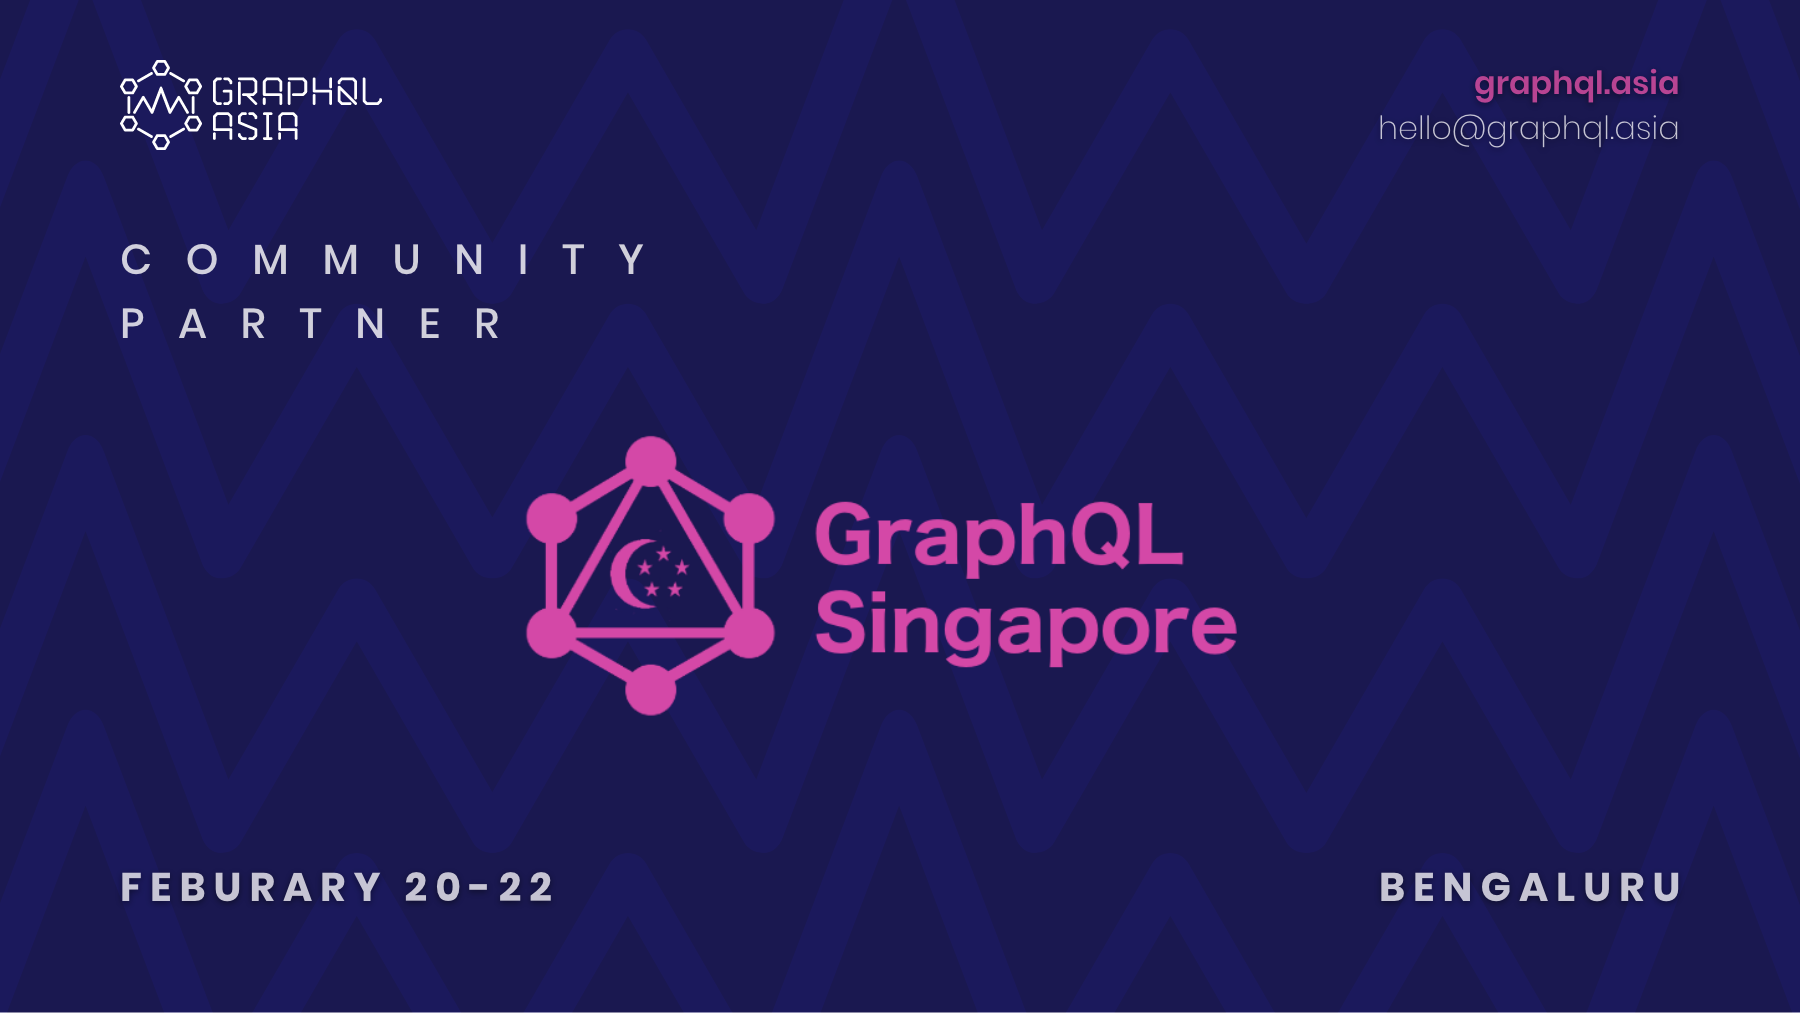 GRAPHQL
ASIA
graphql.asia
hello@graphql.asia
COMMUNITY
PARTNER
GraphQL
Singapore
FEBURARY 20-22
BENGALURU